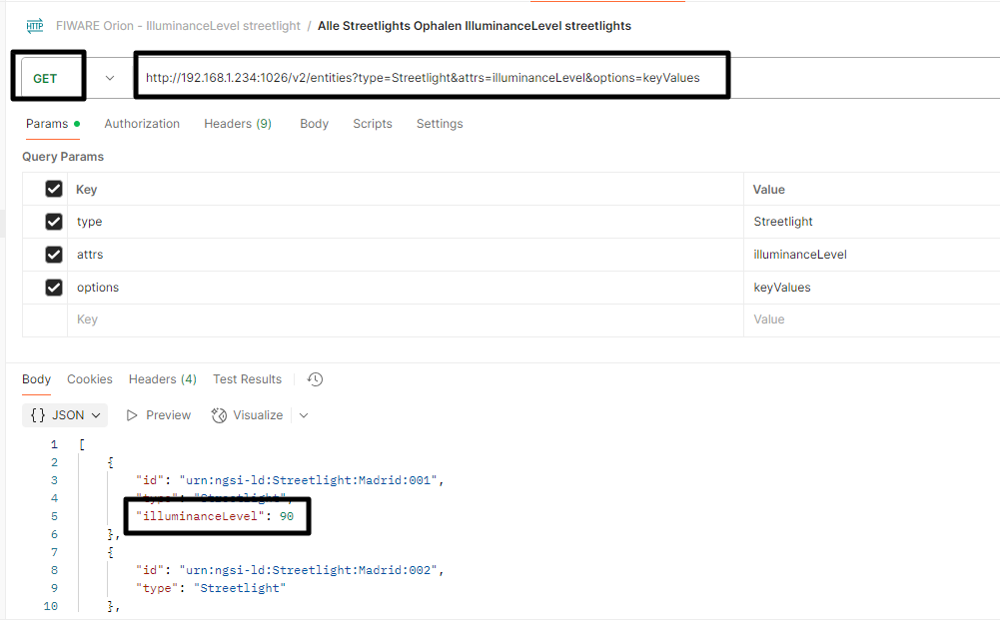 HTTP FIWARE Orion - IlluminanceLevel streetlight / Alle Streetlights Ophalen IlluminanceLevel streetlights
GET http://192.168.1.234:1026/v2/entities?type=Streetlight&attrs=illuminanceLevel&options=keyValues
Params Authorization Headers (9) Body Scripts Settings
Query Params
Key Value
type Streetlight
attrs illuminanceLevel
options keyValues
Key Value
Body Cookies Headers (4) Test Results
{} JSON Preview Visualize
1 [
2 {
3 "id": "urn:ngsi-ld:Streetlight:Madrid:001",
4 "type": "Streetlight",
5 "illuminanceLevel": 90
6 },
7 {
8 "id": "urn:ngsi-ld:Streetlight:Madrid:002",
9 "type": "Streetlight"
10 },